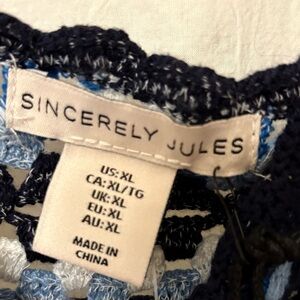 SINCERELY JULES
US: XL
CA: XL/TG
UK: XL
EU: XL
AU: XL
MADE IN
CHINA